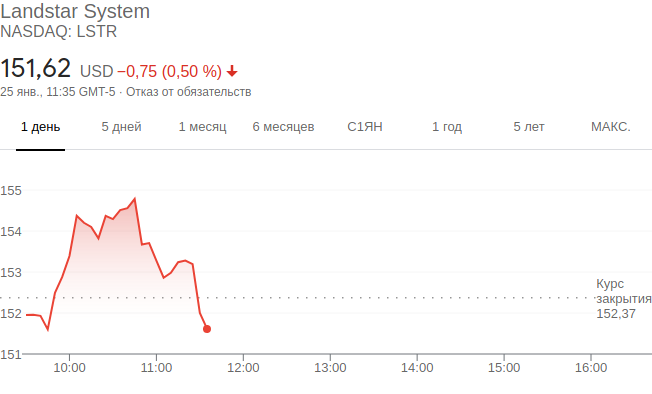 Landstar System
NASDAQ: LSTR
151,62 USD −0,75 (0,50 %)
25 янв., 11:35 GMT-5 · Отказ от обязательств
1 день 5 дней 1 месяц 6 месяцев С1ЯН 1 год 5 лет МАКС.
155
154
153
152
151
Курс
закрытия
152,37
10:00 11:00 12:00 13:00 14:00 15:00 16:00